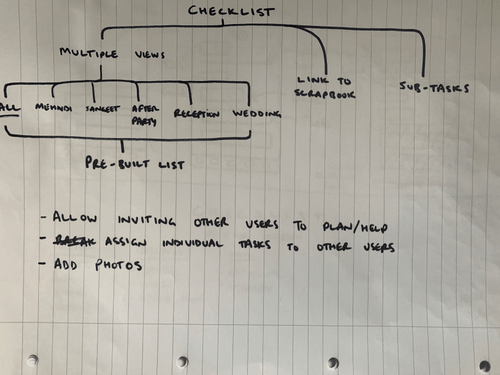 CHECKLIST
MULTIPLE VIEWS
LINK TO
SCRAPBOOK
SUB-TASKS
ALL
MEHNDI
SANGEET
AFTER
PARTY
RECEPTION
WEDDING
PRE-BUILT LIST
- ALLOW INVITING OTHER USERS TO PLAN/HELP
- ASSIGN INDIVIDUAL TASKS TO OTHER USERS
- ADD PHOTOS